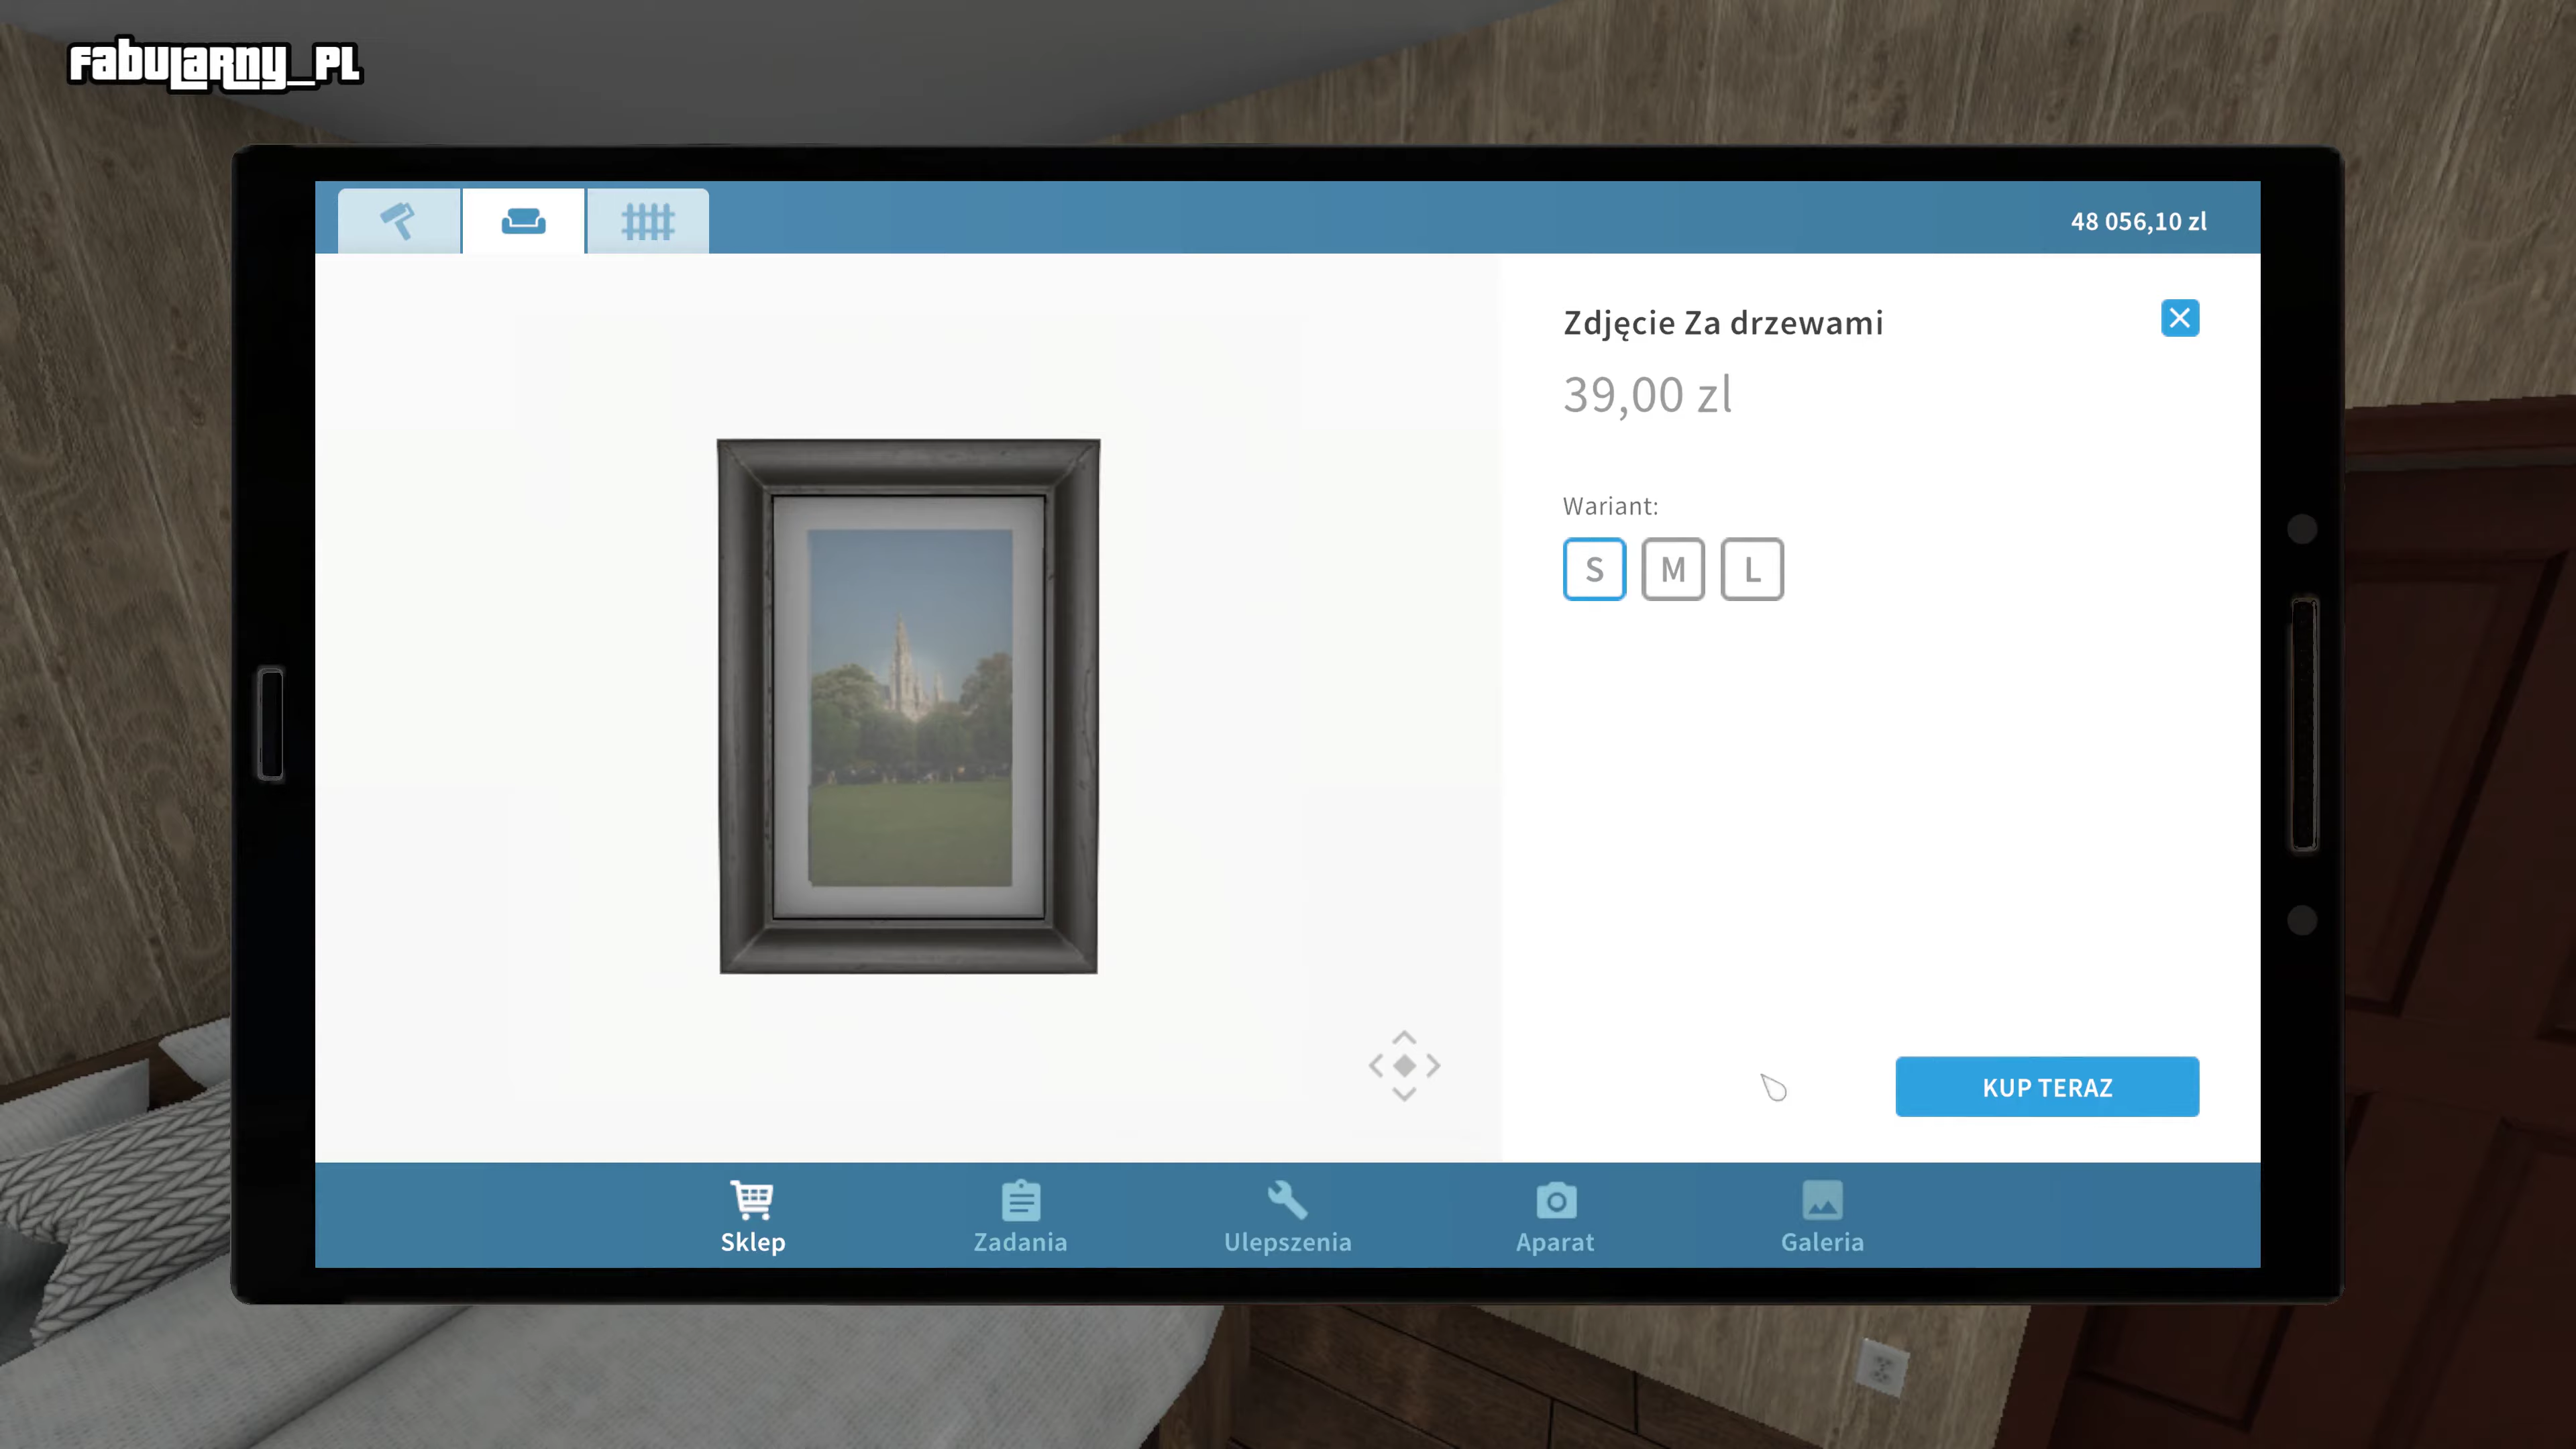 Fabularny_PL
48 056,10 zl
Zdjęcie Za drzewami
39,00 zl
Wariant:
S M L
KUP TERAZ
Sklep Zadania Ulepszenia Aparat Galeria